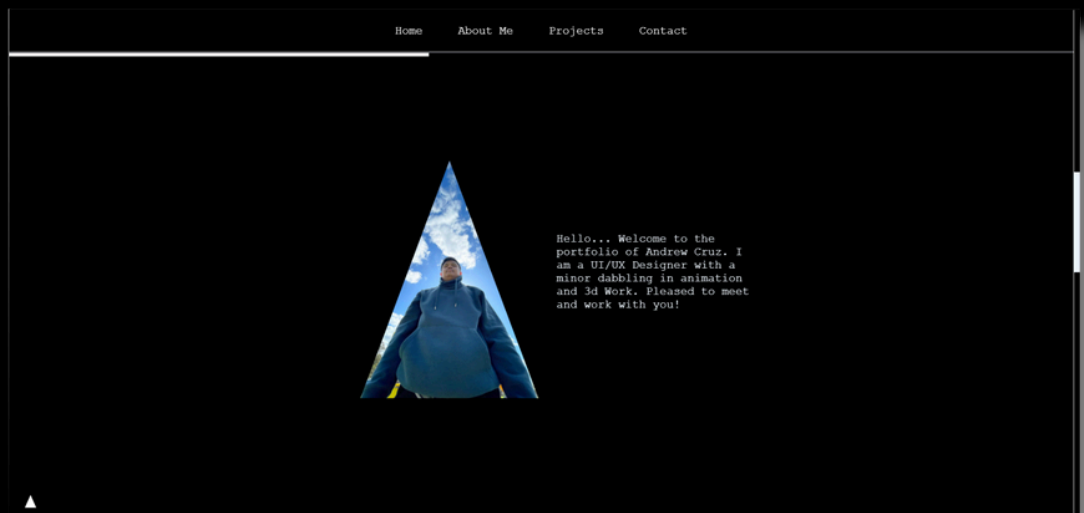 Home About Me Projects Contact
Hello... Welcome to the
portfolio of Andrew Cruz. I
am a UI/UX Designer with a
minor dabbling in animation
and 3d Work. Pleased to meet
and work with you!